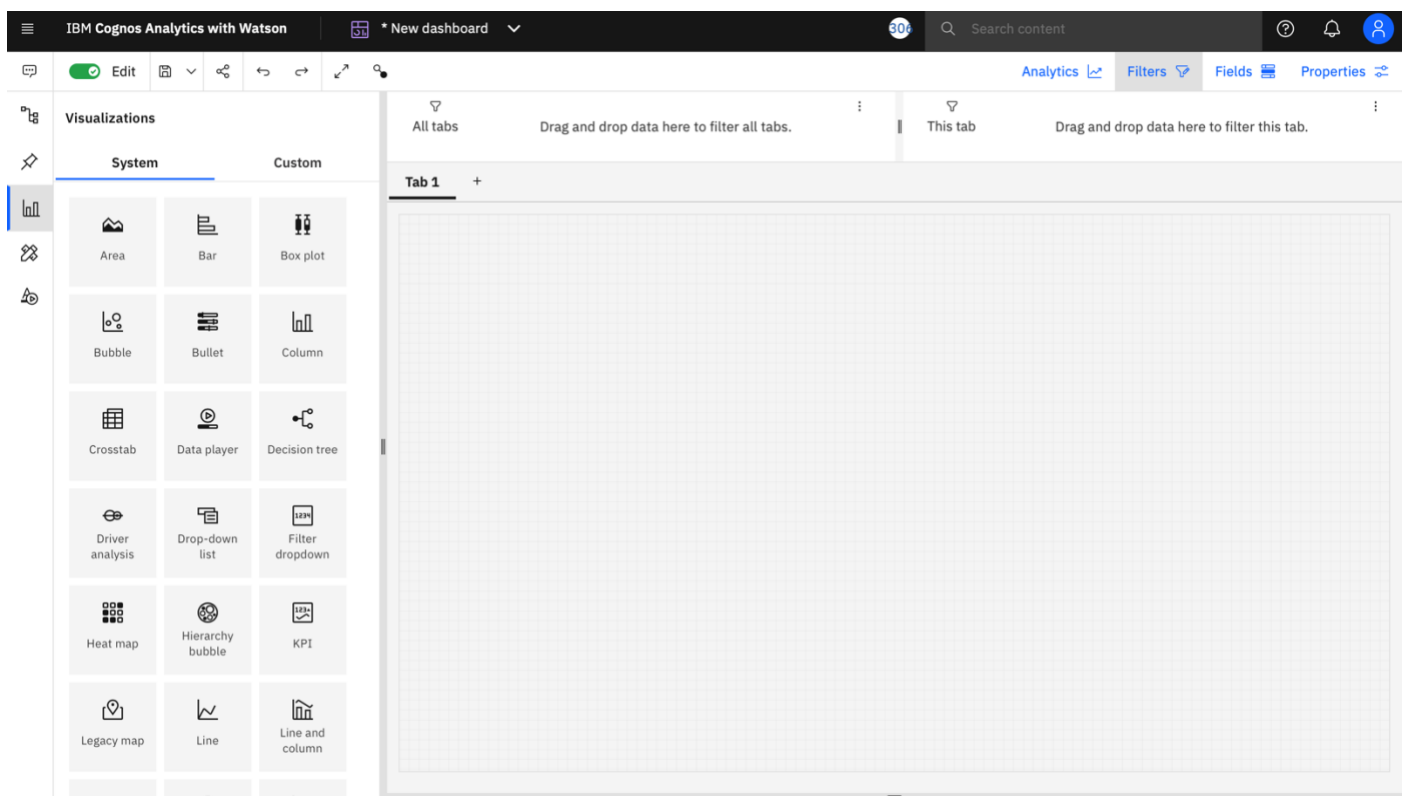 IBM Cognos Analytics with Watson
* New dashboard
306
Search content
Edit
Analytics
Filters
Fields
Properties
Visualizations
System
Custom
All tabs
Drag and drop data here to filter all tabs.
This tab
Drag and drop data here to filter this tab.
Tab 1
+
Area
Bar
Box plot
Bubble
Bullet
Column
Crosstab
Data player
Decision tree
Driver
analysis
Drop-down
list
1234
Filter
dropdown
Heat map
Hierarchy
bubble
KPI
Legacy map
Line
Line and
column